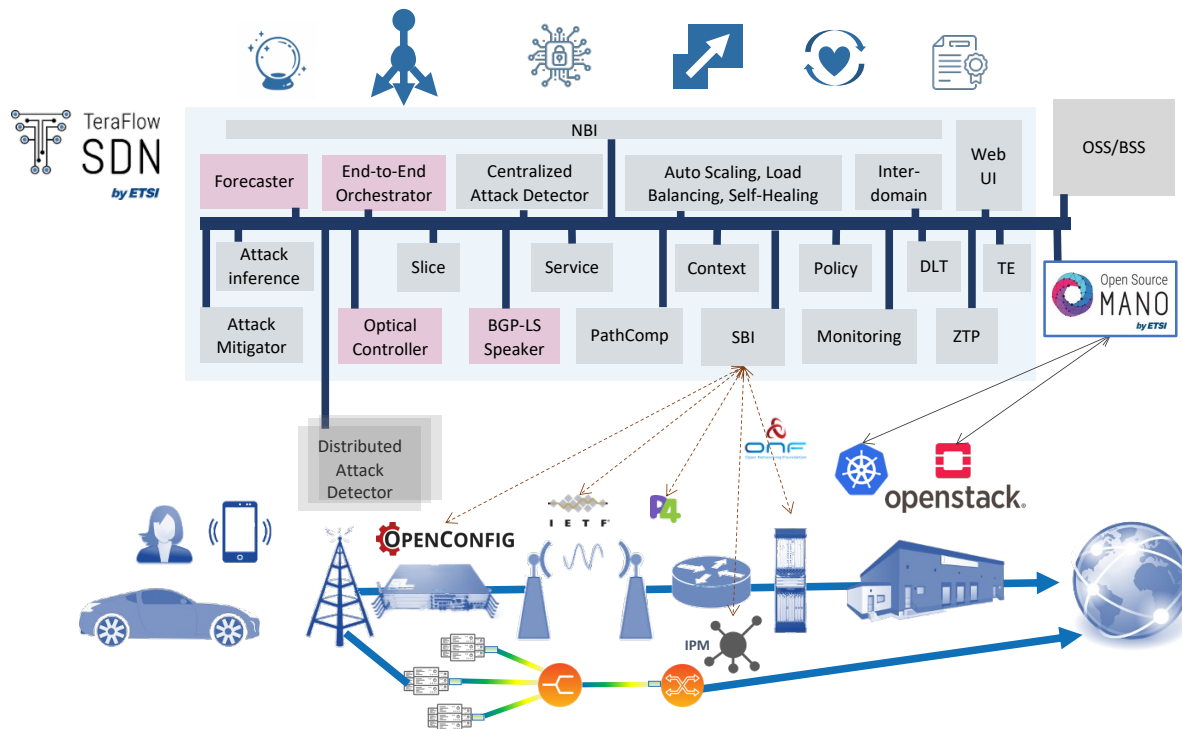 TeraFlow
SDN
by ETSI
NBI
Forecaster
End-to-End
Orchestrator
Centralized
Attack Detector
Auto Scaling, Load
Balancing, Self-Healing
Inter-
domain
Web
UI
OSS/BSS
Attack
inference
Slice
Service
Context
Policy
DLT
TE
Open Source
MANO
by ETSI
Attack
Mitigator
Optical
Controller
BGP-LS
Speaker
PathComp
SBI
Monitoring
ZTP
Distributed
Attack
Detector
ONF
Open Networking Foundation
openstack.
OPENCONFIG
IETF
P4
IPM